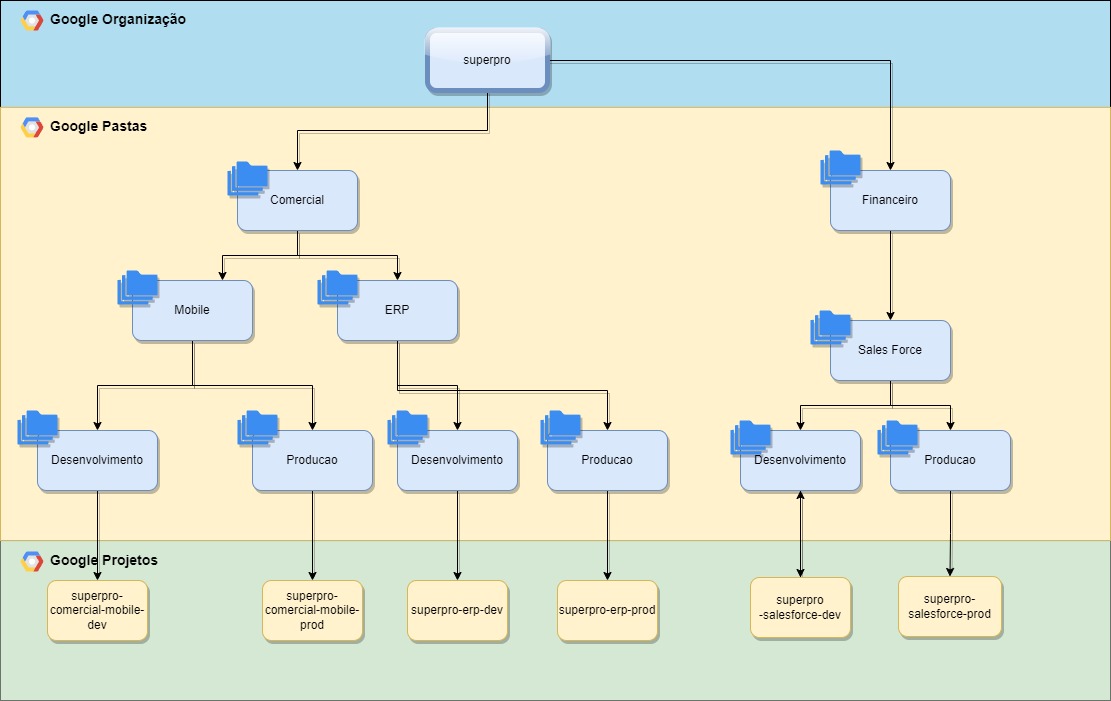 Google Organização
superpro
Google Pastas
Comercial
Financeiro
Mobile
ERP
Sales Force
Desenvolvimento
Producao
Desenvolvimento
Producao
Desenvolvimento
Producao
Google Projetos
superpro-
comercial-mobile-
dev
superpro-
comercial-mobile-
prod
superpro-erp-dev
superpro-erp-prod
superpro
-salesforce-dev
superpro-
salesforce-prod